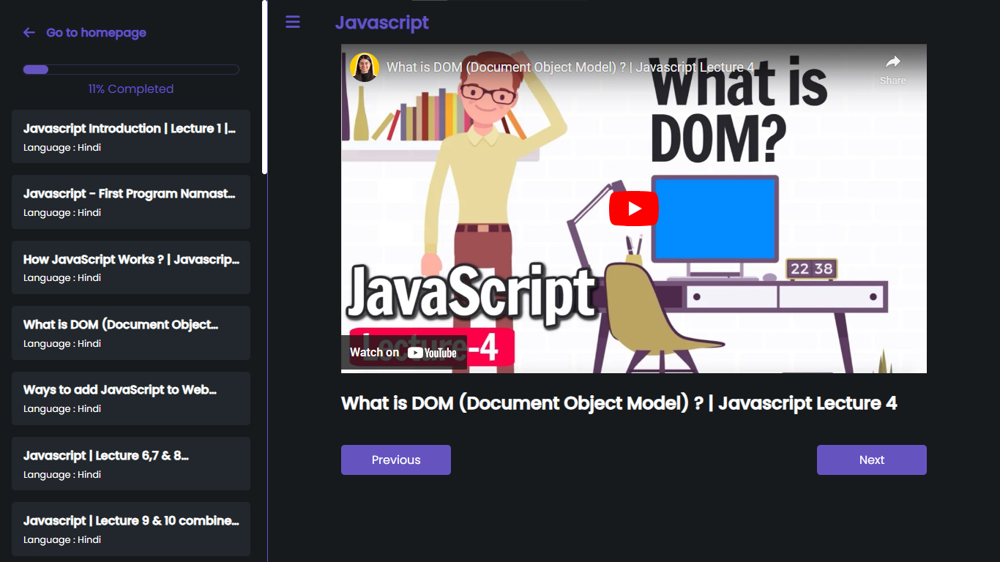 Go to homepage
11% Completed
Javascript Introduction | Lecture 1 |...
Language : Hindi
Javascript - First Program Namast...
Language : Hindi
How JavaScript Works ? | Javascrip...
Language : Hindi
What is DOM (Document Object...
Language : Hindi
Ways to add JavaScript to Web...
Language : Hindi
Javascript | Lecture 6,7 & 8...
Language : Hindi
Javascript | Lecture 9 & 10 combine...
Language : Hindi
Javascript
What is DOM (Document Object Model) ? | Javascript Lecture 4
Share
What is
DOM?
22 38
JavaScript
Lecture-4
Watch on YouTube
What is DOM (Document Object Model) ? | Javascript Lecture 4
Previous
Next